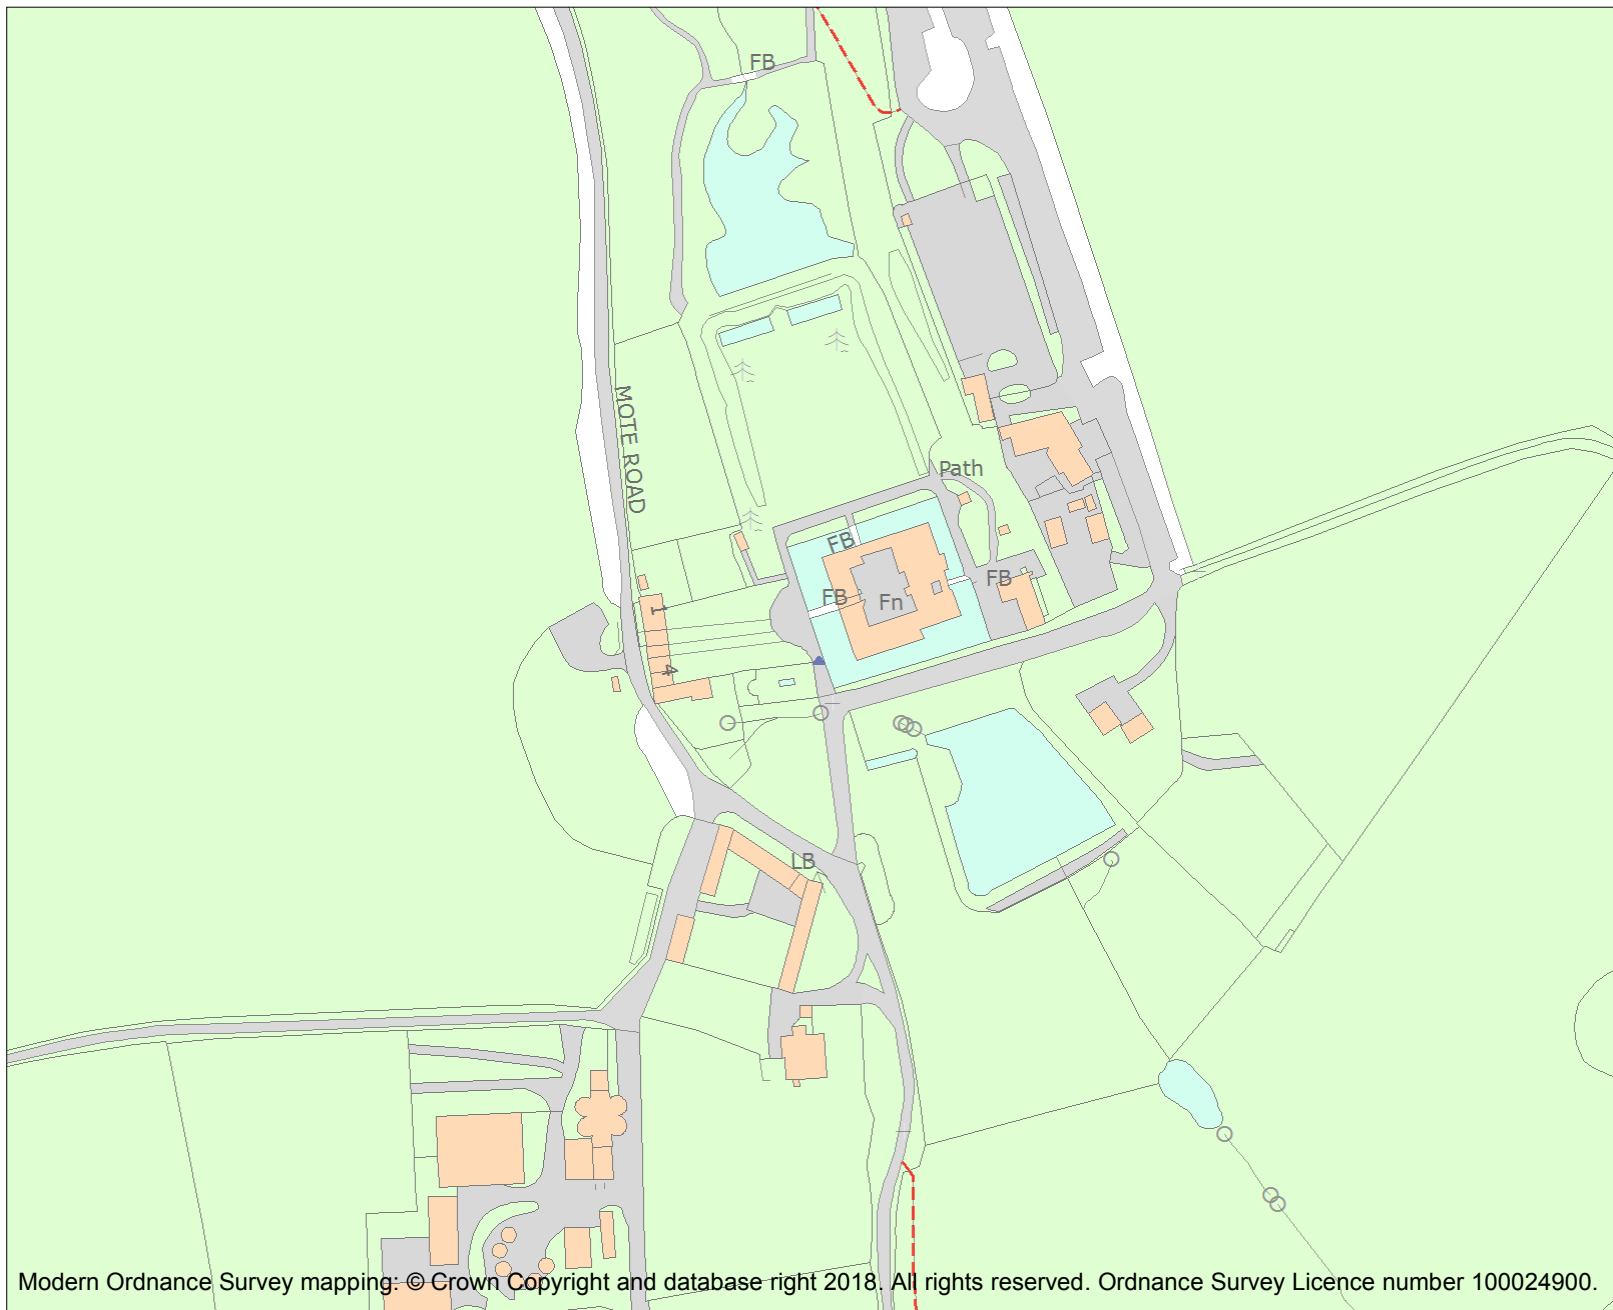 FB
MOTE ROAD
Path
FB
FB
FB
Fn
1
4
LB
Modern Ordnance Survey mapping: © Crown Copyright and database right 2018. All rights reserved. Ordnance Survey Licence number 100024900.